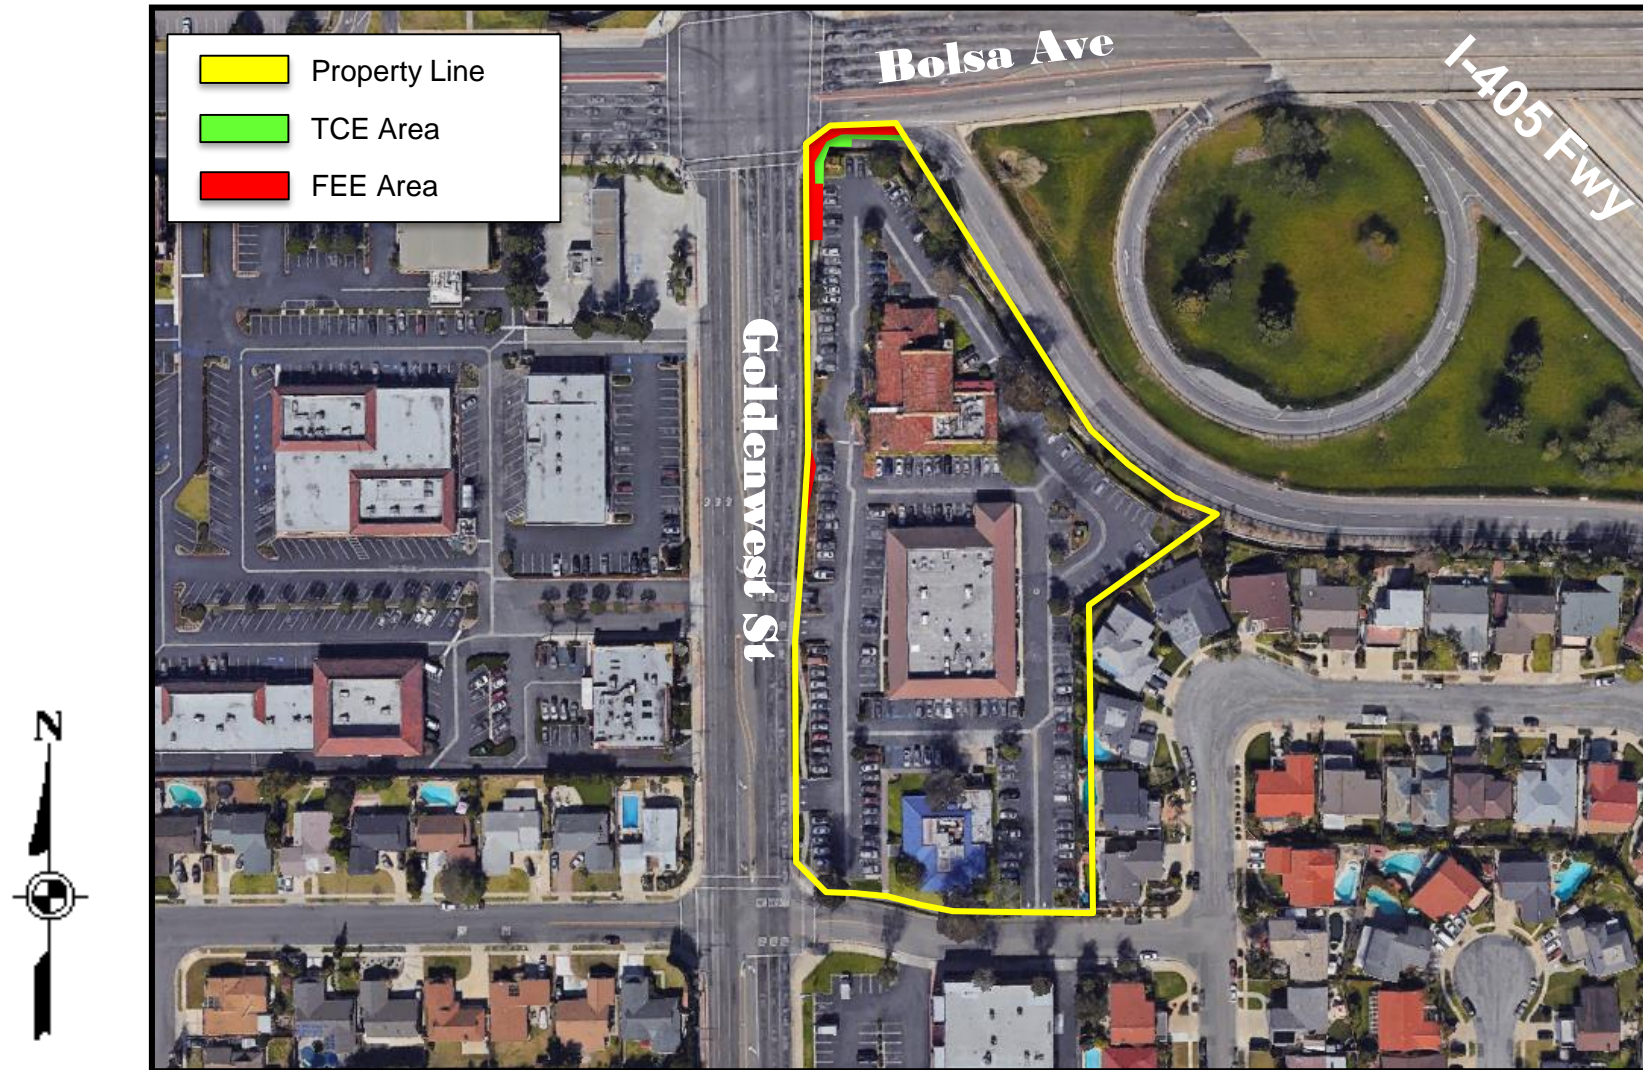 Property Line
TCE Area
FEE Area
Bolsa Ave
I-405 Fwy
Goldenwest St
N